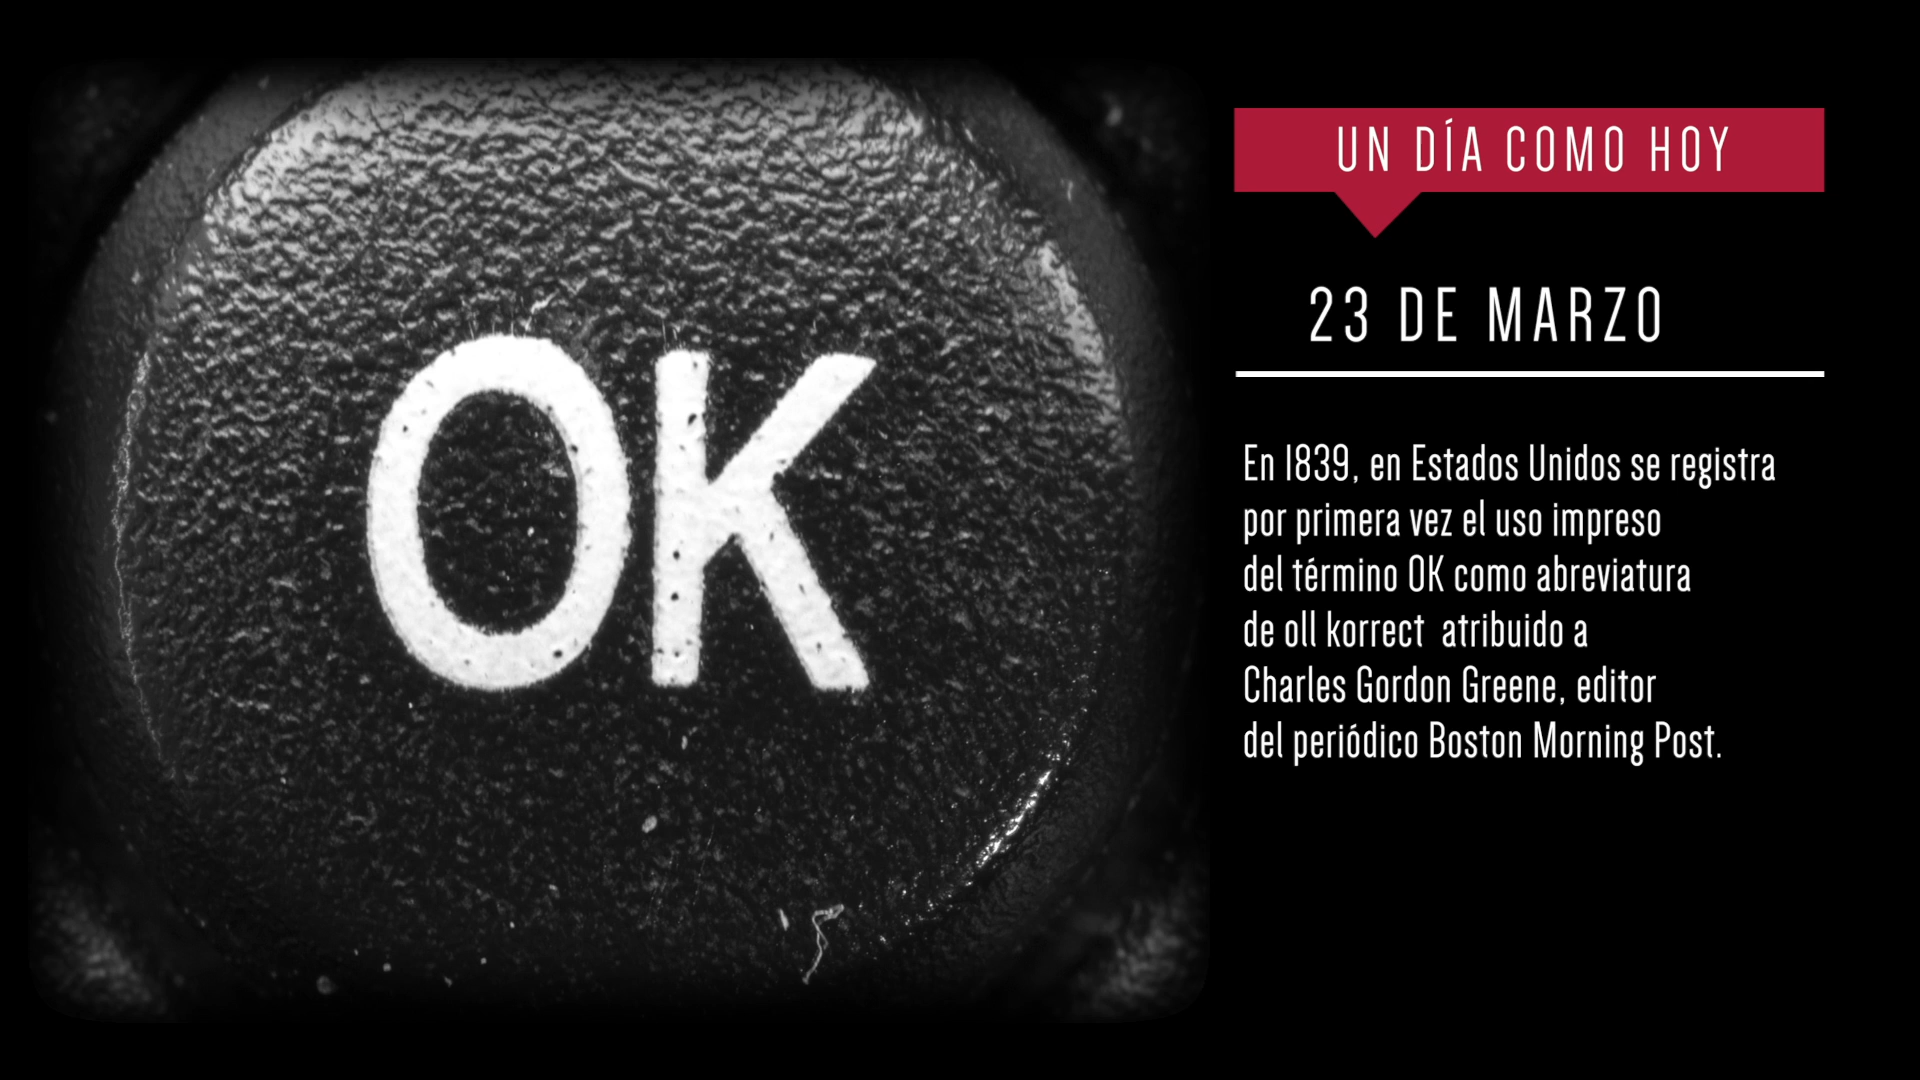 OK
UN DÍA COMO HOY
23 DE MARZO
En 1839, en Estados Unidos se registra
por primera vez el uso impreso
del término OK como abreviatura
de oll korrect atribuido a
Charles Gordon Greene, editor
del periódico Boston Morning Post.